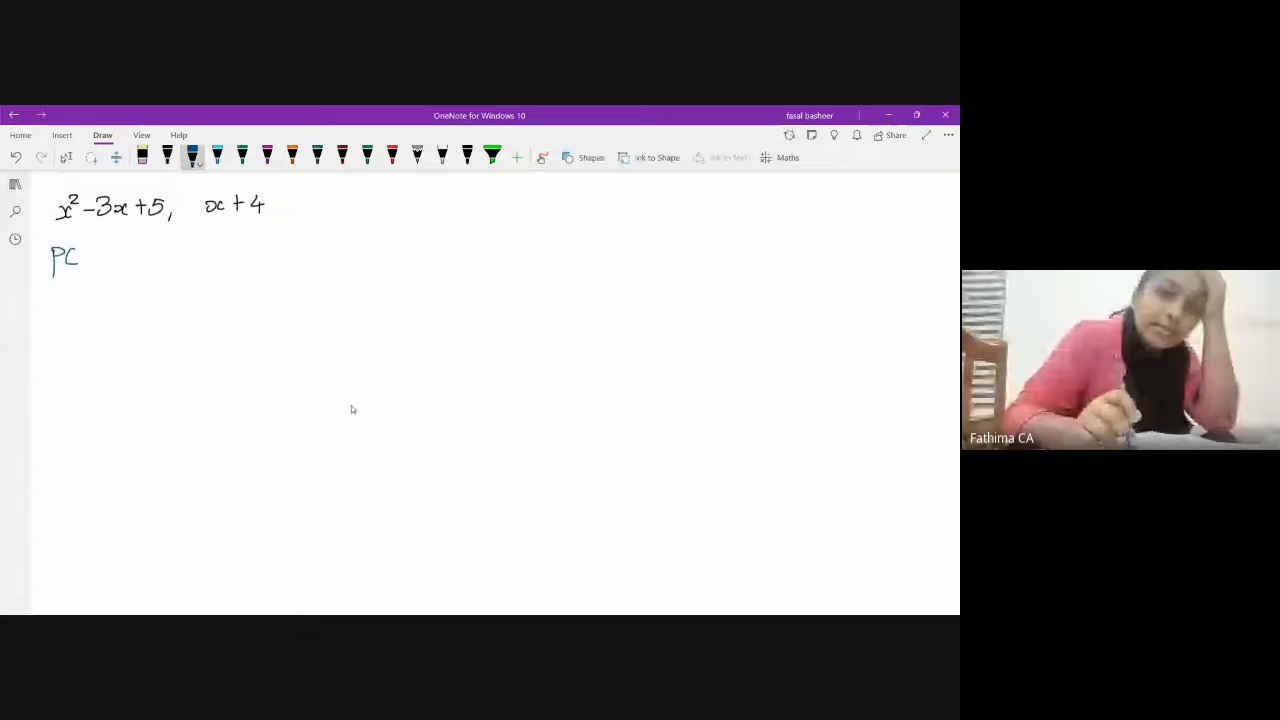 OneNote for Windows 10
fasal basheer
Home Insert Draw View Help
Share
Shapes
Ink to Shape
Ink to Text
Maths
x² - 3x + 5, x + 4
PC
Fathima CA